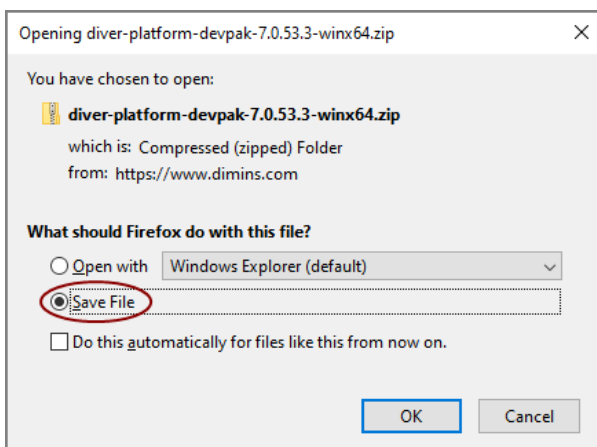 Opening diver-platform-devpak-7.0.53.3-winx64.zip
You have chosen to open:
diver-platform-devpak-7.0.53.3-winx64.zip
which is: Compressed (zipped) Folder
from: https://www.dimins.com
What should Firefox do with this file?
Open with Windows Explorer (default)
Save File
Do this automatically for files like this from now on.
OK Cancel